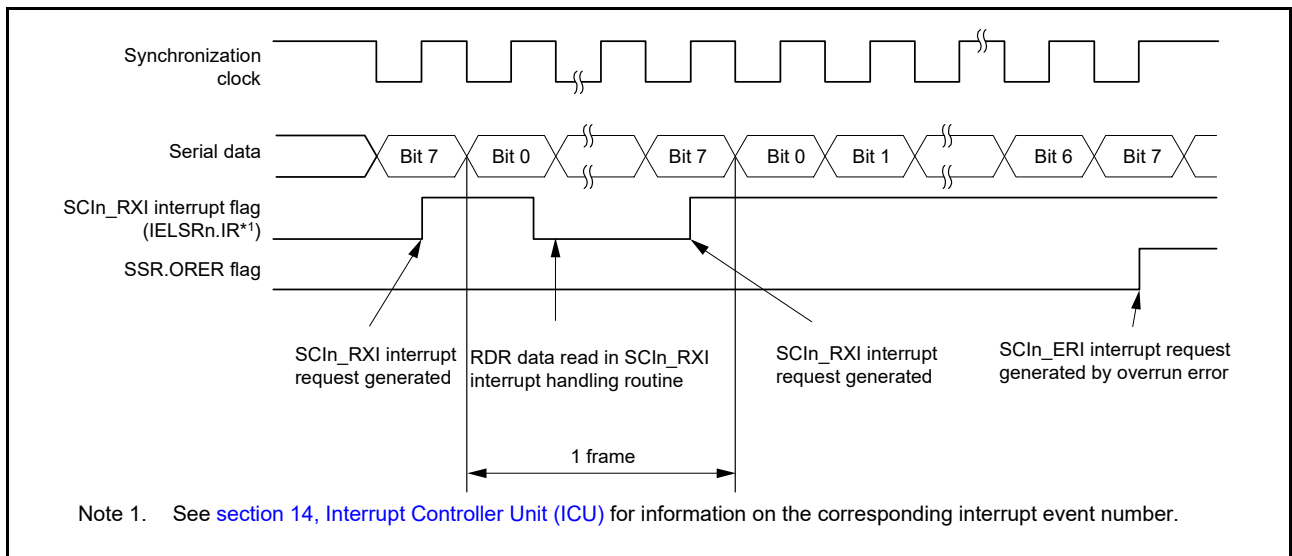 Synchronization
clock
Serial data
Bit 7 Bit 0 Bit 7 Bit 0 Bit 1 Bit 6 Bit 7
SCIn_RXI interrupt flag
(IELSRn.IR*1)
SSR.ORER flag
SCIn_RXI interrupt
request generated
RDR data read in SCIn_RXI
interrupt handling routine
SCIn_RXI interrupt
request generated
SCIn_ERI interrupt request
generated by overrun error
1 frame
Note 1. See section 14, Interrupt Controller Unit (ICU) for information on the corresponding interrupt event number.